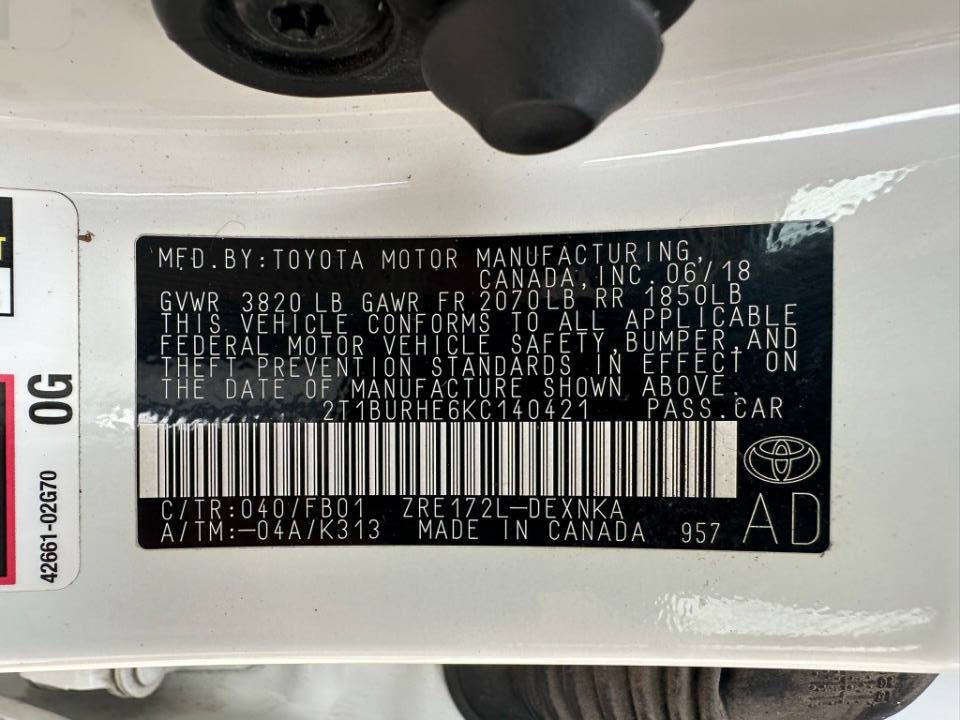 MFD.BY:TOYOTA MOTOR MANUFACTURING,
CANADA,INC. 06/18
GVWR 3820 LB GAWR FR 2070LB RR 1850LB
THIS VEHICLE CONFORMS TO ALL APPLICABLE
FEDERAL MOTOR VEHICLE SAFETY,BUMPER,AND
THEFT PREVENTION STANDARDS IN EFFECT ON
THE DATE OF MANUFACTURE SHOWN ABOVE.
2T1BURHE6KC140421 PASS.CAR
C/TR:040/FB01 ZRE172L-DEXNKA
A/TM:-04A/K313 MADE IN CANADA 957
AD
0G
42661-02G70